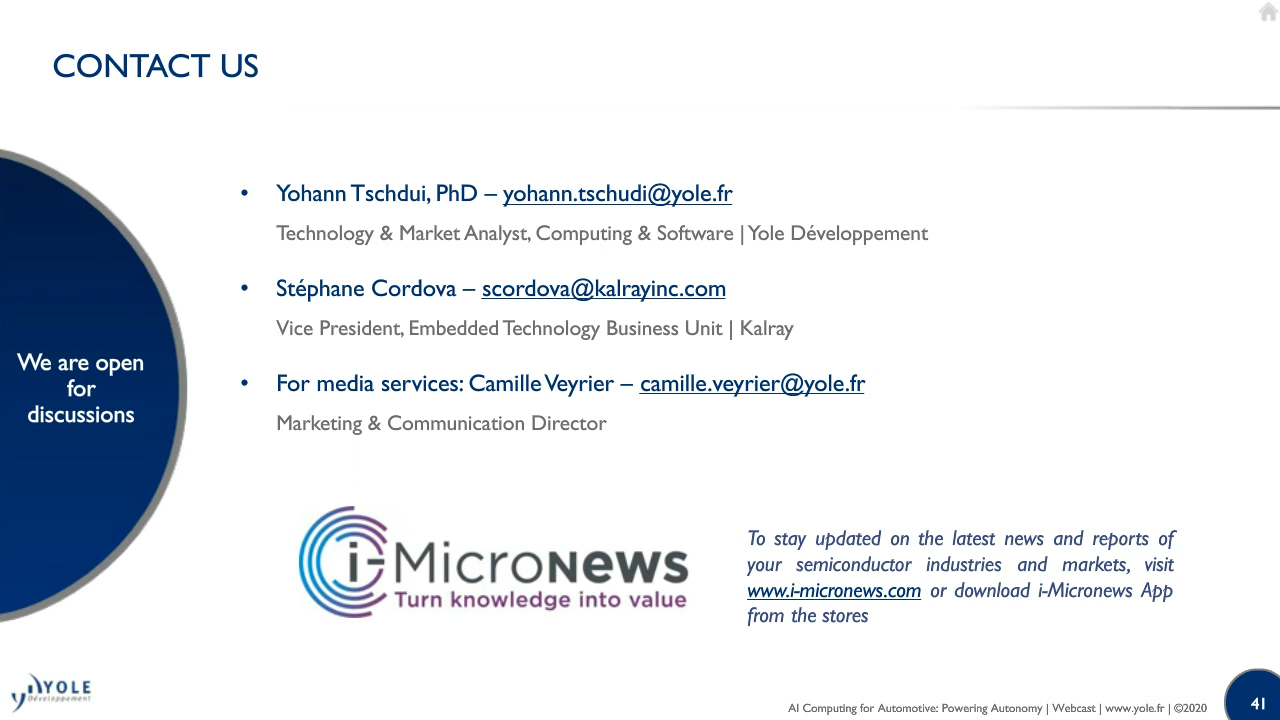 CONTACT US
• Yohann Tschdui, PhD – yohann.tschudi@yole.fr
Technology & Market Analyst, Computing & Software | Yole Développement
• Stéphane Cordova – scordova@kalrayinc.com
Vice President, Embedded Technology Business Unit | Kalray
We are open
for
discussions
• For media services: Camille Veyrier – camille.veyrier@yole.fr
Marketing & Communication Director
i-Micronews
Turn knowledge into value
To stay updated on the latest news and reports of
your semiconductor industries and markets, visit
www.i-micronews.com or download i-Micronews App
from the stores
YOLE
Développement
AI Computing for Automotive: Powering Autonomy | Webcast | www.yole.fr | ©2020
41